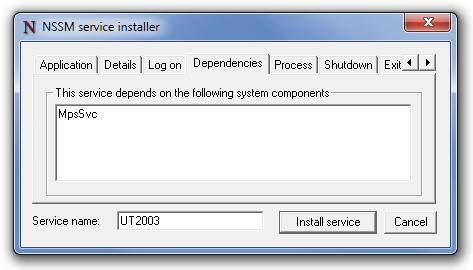 NSSM service installer
Application Details Log on Dependencies Process Shutdown Exit
This service depends on the following system components
MpsSvc
Service name: UT2003 Install service Cancel